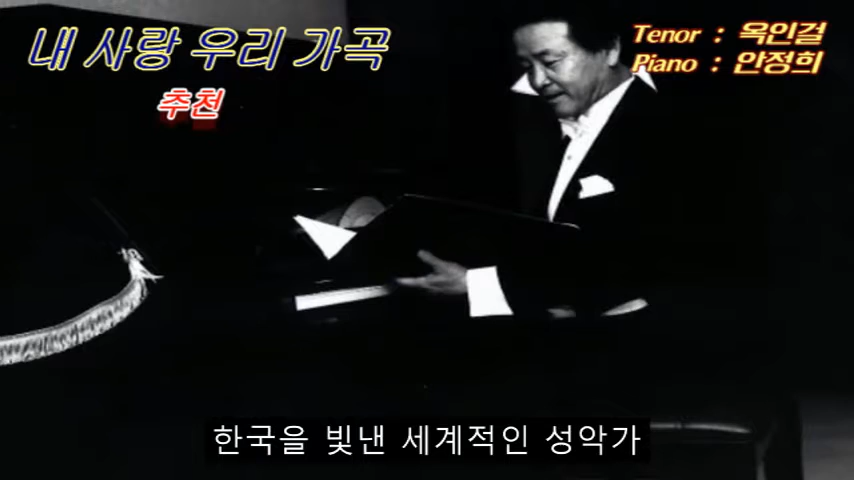 내 사랑 우리 가곡
추천
Tenor : 옥인걸
Piano : 안정희
한국을 빛낸 세계적인 성악가